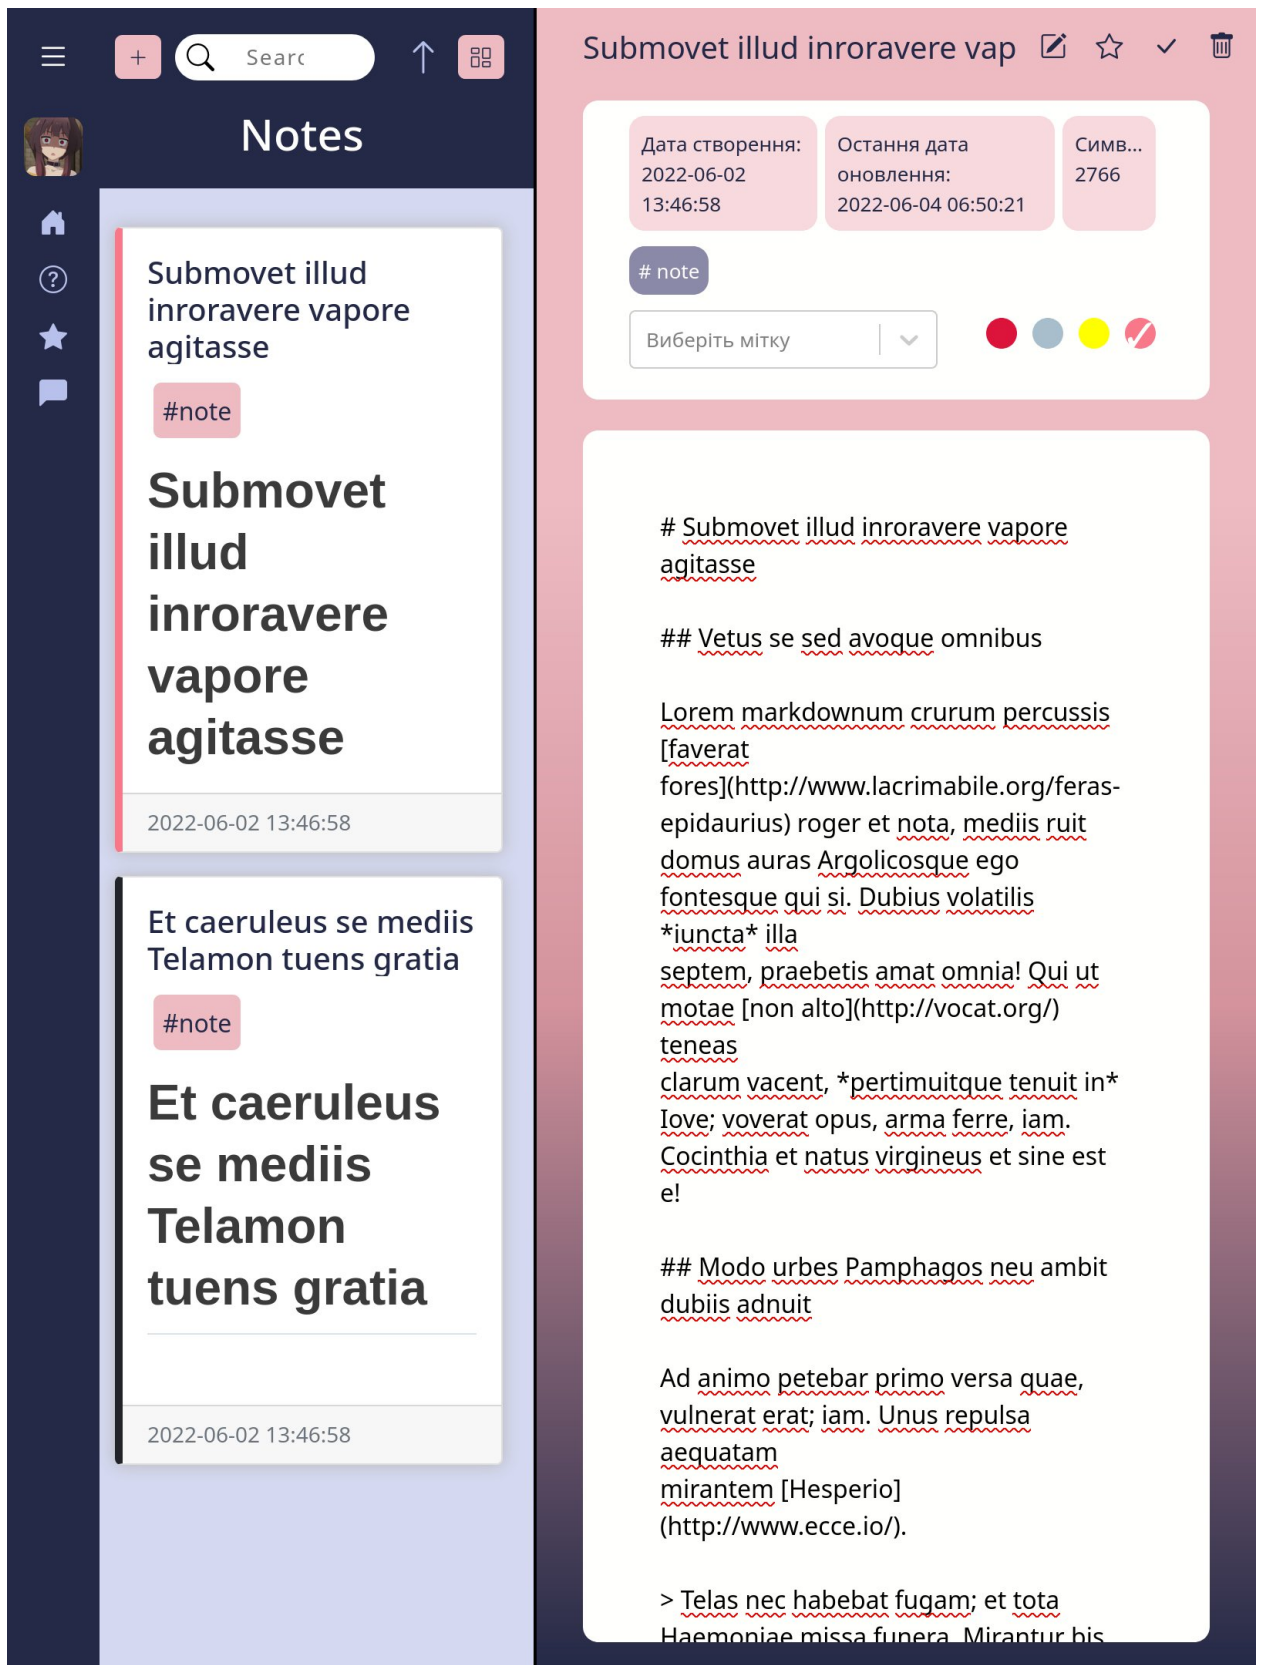 Searc
Notes
Submovet illud
inroravere vapore
agitasse
#note
Submovet
illud
inroravere
vapore
agitasse
2022-06-02 13:46:58
Et caeruleus se mediis
Telamon tuens gratia
#note
Et caeruleus
se mediis
Telamon
tuens gratia
2022-06-02 13:46:58
Submovet illud inroravere vap
Дата створення:
2022-06-02
13:46:58
Остання дата
оновлення:
2022-06-04 06:50:21
Симв...
2766
# note
Виберіть мітку
# Submovet illud inroravere vapore
agitasse
## Vetus se sed avoque omnibus
Lorem markdownum crurum percussis
[faverat
fores](http://www.lacrimabile.org/feras-
epidaurius) roger et nota, mediis ruit
domus auras Argolicosque ego
fontesque qui si. Dubius volatilis
*iuncta* illa
septem, praebetis amat omnia! Qui ut
motae [non alto](http://vocat.org/)
teneas
clarum vacent, *pertimuitque tenuit in*
Iove; voverat opus, arma ferre, iam.
Cocinthia et natus virgineus et sine est
e!
## Modo urbes Pamphagos neu ambit
dubiis adnuit
Ad animo petebar primo versa quae,
vulnerat erat; iam. Unus repulsa
aequatam
mirantem [Hesperio]
(http://www.ecce.io/).
> Telas nec habebat fugam; et tota
Haemoniae missa funera. Mirantur bis